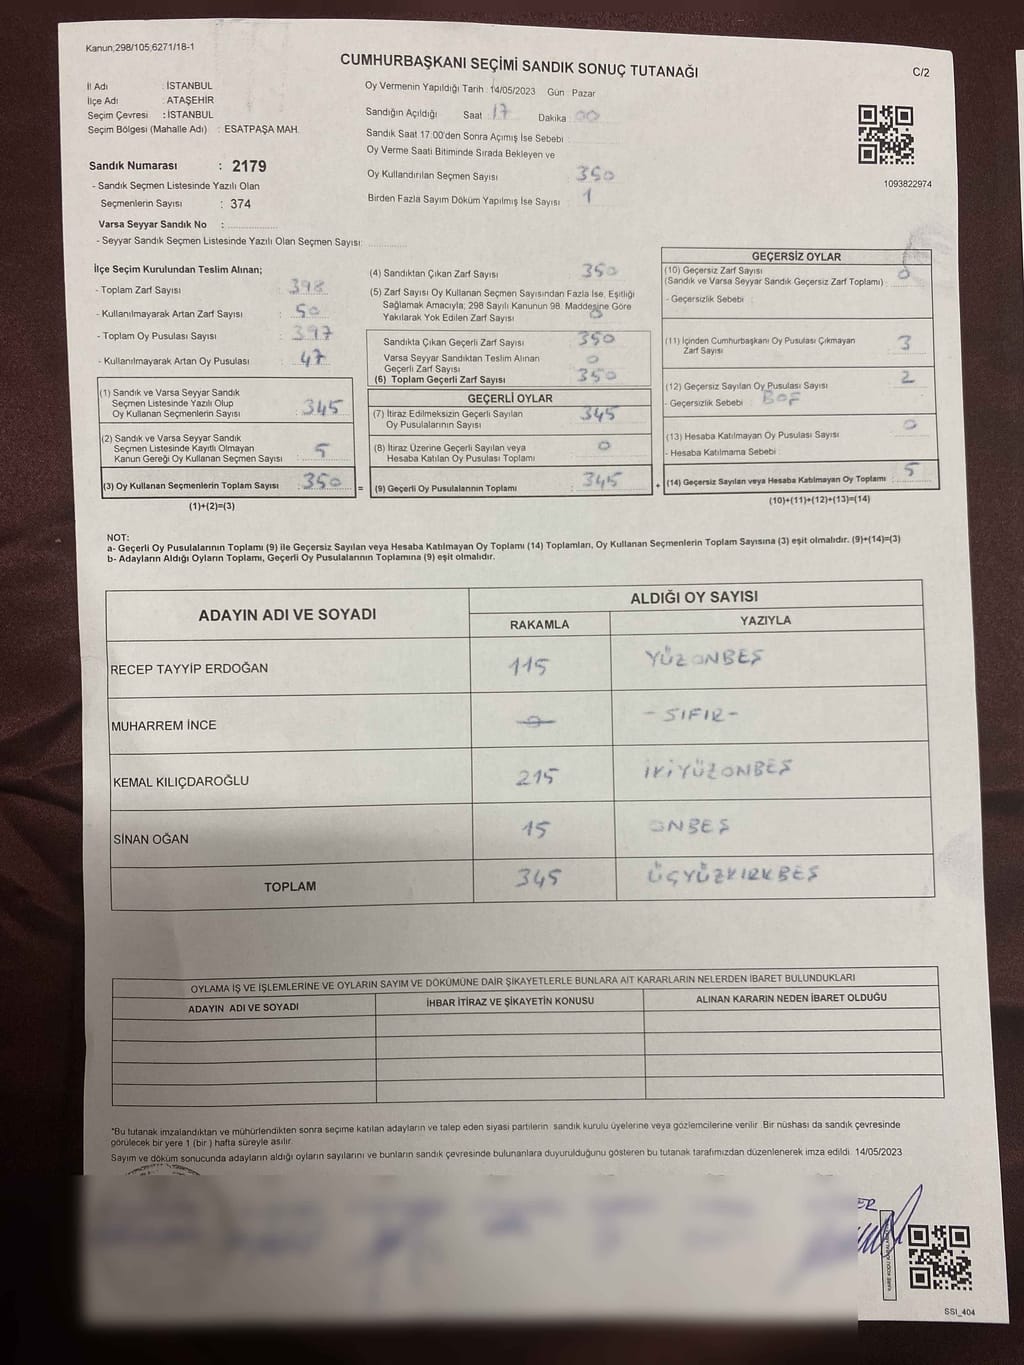 Kanun,298/105,6271/18-1
CUMHURBAŞKANI SEÇİMİ SANDIK SONUÇ TUTANAĞI
C/2
İl Adı : İSTANBUL
İlçe Adı : ATAŞEHİR
Seçim Çevresi : İSTANBUL
Seçim Bölgesi (Mahalle Adı) : ESATPAŞA MAH.
Oy Vermenin Yapıldığı Tarih : 14/05/2023 Gün : Pazar
Sandığın Açıldığı Saat : 17 Dakika : 00
Sandık Saat 17:00'den Sonra Açımış İse Sebebi :
Oy Verme Saati Bitiminde Sırada Bekleyen ve
Oy Kullandırılan Seçmen Sayısı : 350
Birden Fazla Sayım Döküm Yapılmış İse Sayısı : 1
1093822974
Sandık Numarası : 2179
- Sandık Seçmen Listesinde Yazılı Olan
Seçmenlerin Sayısı : 374
Varsa Seyyar Sandık No :
- Seyyar Sandık Seçmen Listesinde Yazılı Olan Seçmen Sayısı:
İlçe Seçim Kurulundan Teslim Alınan;
- Toplam Zarf Sayısı : 398
- Kullanılmayarak Artan Zarf Sayısı : 50
- Toplam Oy Pusulası Sayısı : 397
- Kullanılmayarak Artan Oy Pusulası : 47
(1) Sandık ve Varsa Seyyar Sandık
Seçmen Listesinde Yazılı Olup
Oy Kullanan Seçmenlerin Sayısı : 345
(2) Sandık ve Varsa Seyyar Sandık
Seçmen Listesinde Kayıtlı Olmayan
Kanun Gereği Oy Kullanan Seçmen Sayısı : 5
(3) Oy Kullanan Seçmenlerin Toplam Sayısı : 350 =
(1)+(2)=(3)
(4) Sandıktan Çıkan Zarf Sayısı : 350
(5) Zarf Sayısı Oy Kullanan Seçmen Sayısından Fazla İse, Eşitliği
Sağlamak Amacıyla; 298 Sayılı Kanunun 98. Maddesine Göre
Yakılarak Yok Edilen Zarf Sayısı : 0
Sandıkta Çıkan Geçerli Zarf Sayısı : 350
Varsa Seyyar Sandıktan Teslim Alınan
Geçerli Zarf Sayısı : 0
(6) Toplam Geçerli Zarf Sayısı : 350
GEÇERLİ OYLAR
(7) İtiraz Edilmeksizin Geçerli Sayılan
Oy Pusulalarının Sayısı : 345
(8) İtiraz Üzerine Geçerli Sayılan veya
Hesaba Katılan Oy Pusulası Toplamı : 0
(9) Geçerli Oy Pusulalarının Toplamı : 345 +
GEÇERSİZ OYLAR
(10) Geçersiz Zarf Sayısı
(Sandık ve Varsa Seyyar Sandık Geçersiz Zarf Toplamı) : 0
- Geçersizlik Sebebi :
(11) İçinden Cumhurbaşkanı Oy Pusulası Çıkmayan
Zarf Sayısı : 3
(12) Geçersiz Sayılan Oy Pusulası Sayısı : 2
- Geçersizlik Sebebi : BOF
(13) Hesaba Katılmayan Oy Pusulası Sayısı : 0
- Hesaba Katılmama Sebebi :
(14) Geçersiz Sayılan veya Hesaba Katılmayan Oy Toplamı : 5
(10)+(11)+(12)+(13)=(14)
NOT:
a- Geçerli Oy Pusulalarının Toplamı (9) ile Geçersiz Sayılan veya Hesaba Katılmayan Oy Toplamı (14) Toplamları, Oy Kullanan Seçmenlerin Toplam Sayısına (3) eşit olmalıdır. (9)+(14)=(3)
b- Adayların Aldığı Oyların Toplamı, Geçerli Oy Pusulalarının Toplamına (9) eşit olmalıdır.
ADAYIN ADI VE SOYADI
ALDIĞI OY SAYISI
RAKAMLA YAZIYLA
RECEP TAYYİP ERDOĞAN 115 YÜZONBEŞ
MUHARREM İNCE 0 - SIFIR -
KEMAL KILIÇDAROĞLU 215 İKİYÜZONBEŞ
SİNAN OĞAN 15 ONBEŞ
TOPLAM 345 ÜÇYÜZKIRKBEŞ
OYLAMA İŞ VE İŞLEMLERİNE VE OYLARIN SAYIM VE DÖKÜMÜNE DAİR ŞİKAYETLERLE BUNLARA AİT KARARLARIN NELERDEN İBARET BULUNDUKLARI
ADAYIN ADI VE SOYADI İHBAR İTİRAZ VE ŞİKAYETİN KONUSU ALINAN KARARIN NEDEN İBARET OLDUĞU
*Bu tutanak imzalandıktan ve mühürlendikten sonra seçime katılan adayların ve talep eden siyasi partilerin sandık kurulu üyelerine veya gözlemcilerine verilir. Bir nüshası da sandık çevresinde
görülecek bir yere 1 (bir) hafta süreyle asılır.
Sayım ve döküm sonucunda adayların aldığı oyların sayılarını ve bunların sandık çevresinde bulunanlara duyurulduğunu gösteren bu tutanak tarafımızdan düzenlenerek imza edildi. 14/05/2023
SSI_404